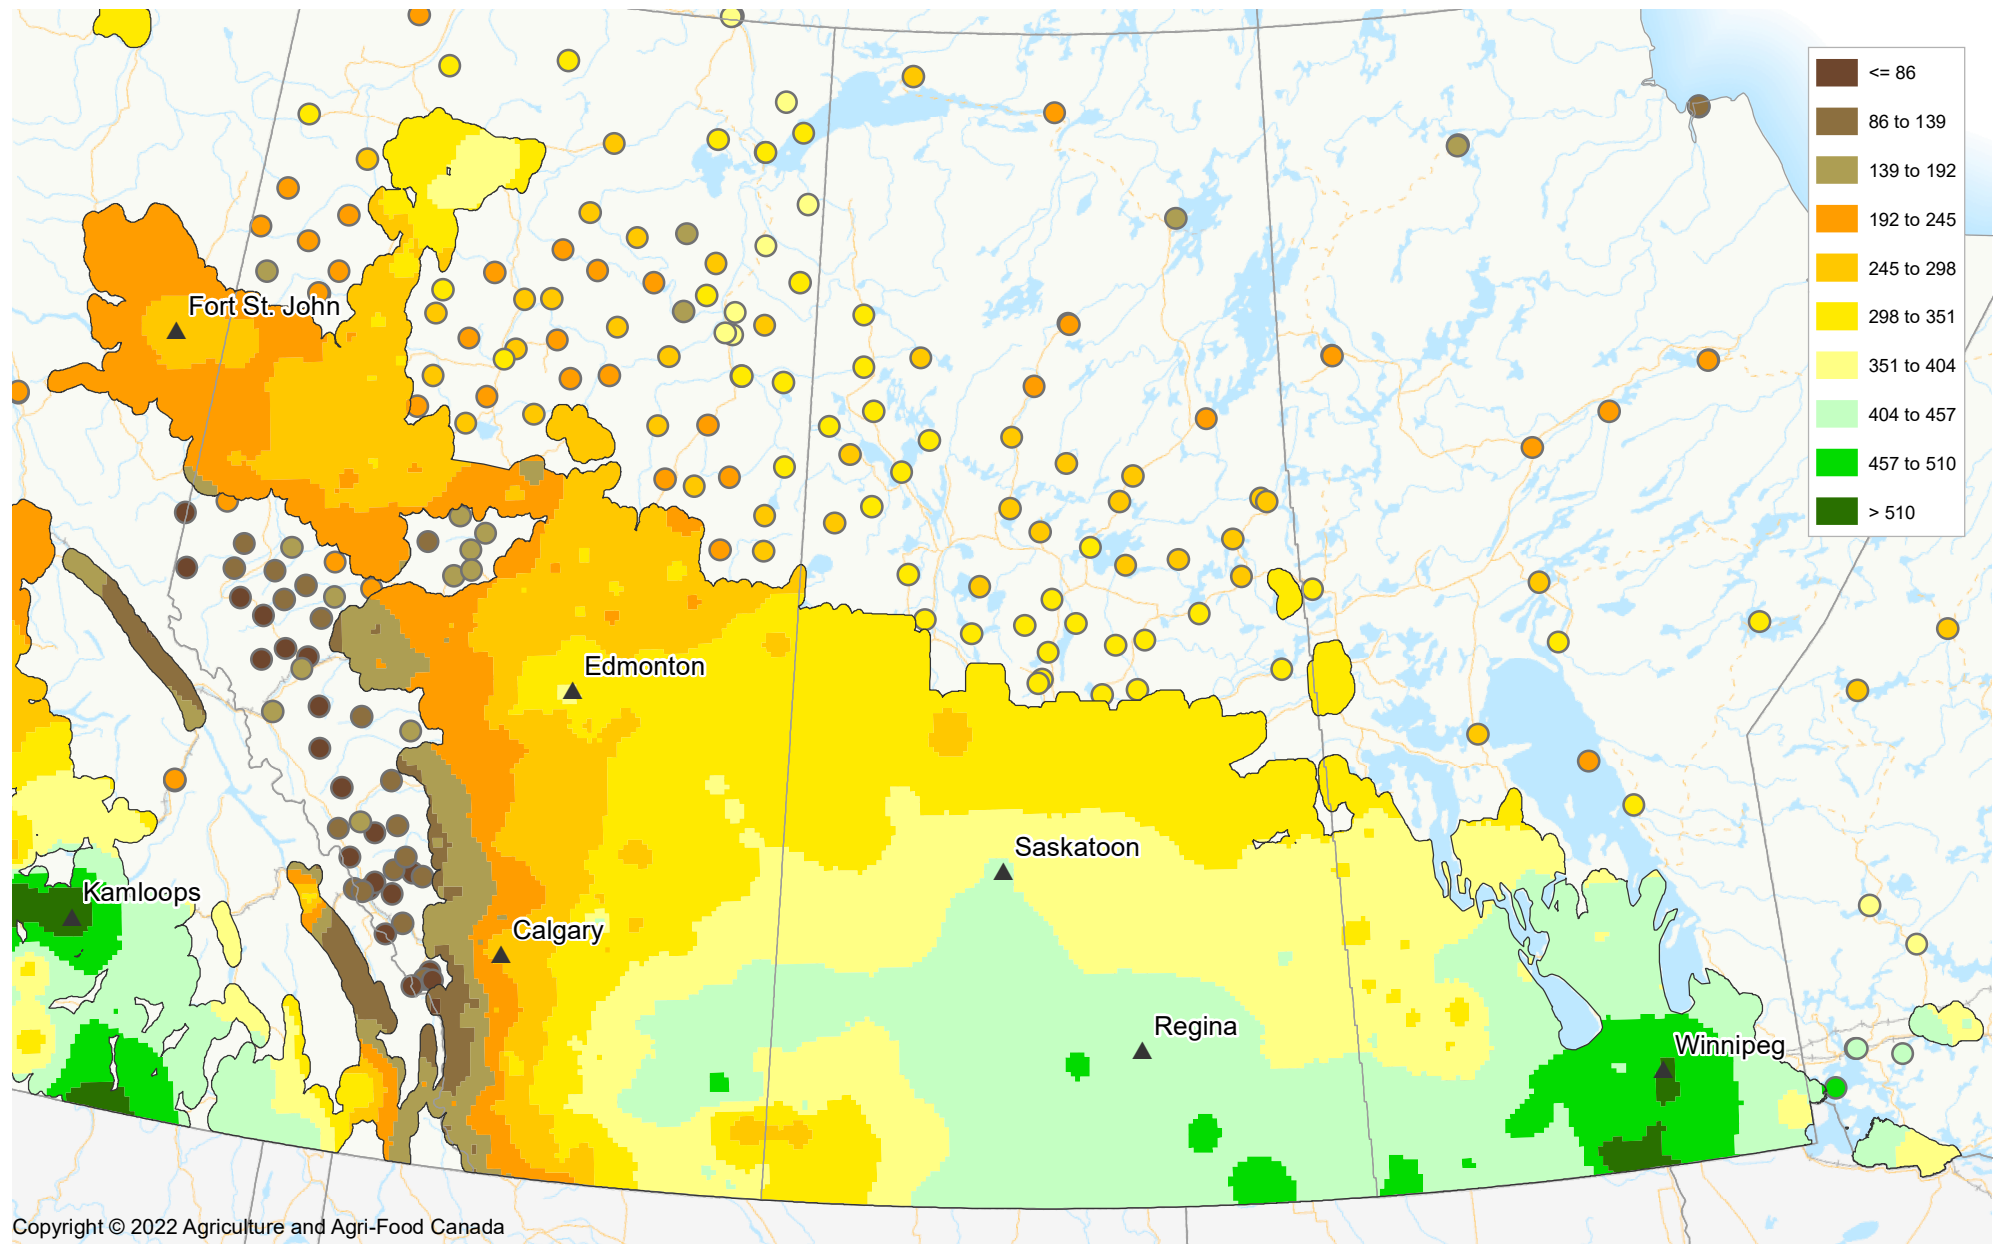 <= 86
86 to 139
139 to 192
192 to 245
245 to 298
298 to 351
351 to 404
404 to 457
457 to 510
> 510
Fort St. John
Edmonton
Saskatoon
Kamloops
Calgary
Regina
Winnipeg
Copyright © 2022 Agriculture and Agri-Food Canada